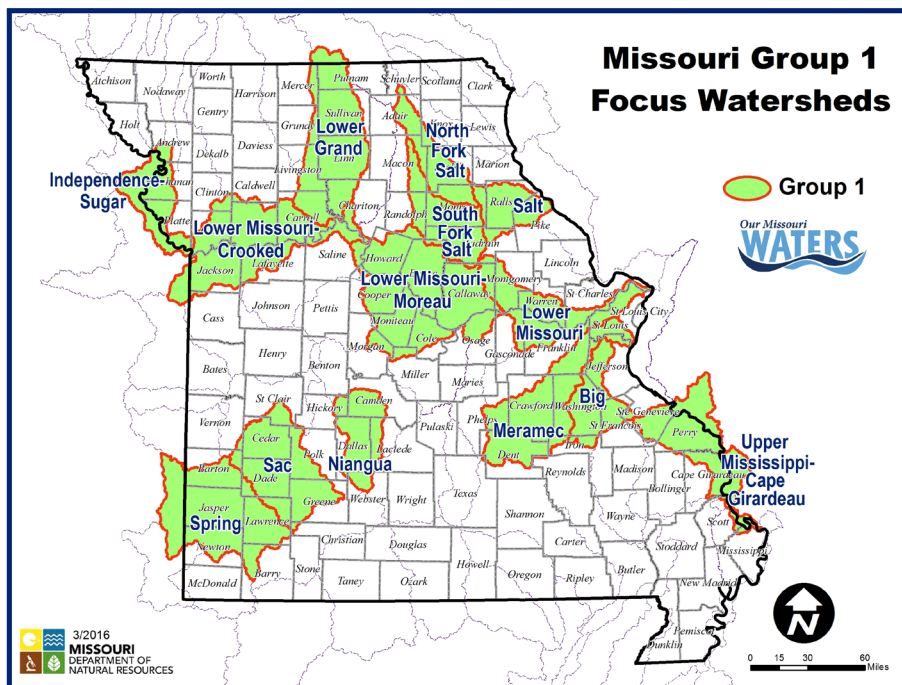 Missouri Group 1
Focus Watersheds
Group 1
Our Missouri
WATERS
Atchison
Nodaway
Worth
Harrison
Mercer
Putnam
Schuyler
Scotland
Clark
Gentry
Sullivan
Adair
Knox
Lewis
Holt
Andrew
Dekalb
Daviess
Grundy
Lower
Grand
Linn
Macon
North
Fork
Salt
Marion
Independence-
Sugar
Clinton
Caldwell
Livingston
Platte
Carroll
Chariton
Randolph
Ralls
Salt
Pike
Lower Missouri-
Crooked
South
Fork
Salt
Jackson
Lafayette
Saline
Howard
Lincoln
Montgomery
Lower Missouri
Moreau
Cooper
Callaway
Warren
St Charles
St Louis City
St Louis
Lower
Missouri
Cass
Johnson
Pettis
Moniteau
Cole
Osage
Gasconade
Franklin
Morgan
Jefferson
Bates
Henry
Benton
Miller
Maries
Big
St Clair
Hickory
Camden
Crawford
Washington
Ste Genevieve
Vernon
Cedar
Pulaski
Phelps
Meramec
St Francois
Perry
Dallas
Laclede
Niangua
Polk
Dent
Iron
Upper
Mississippi-
Cape
Girardeau
Barton
Sac
Dade
Greene
Webster
Wright
Texas
Reynolds
Madison
Cape Girardeau
Bollinger
Jasper
Spring
Lawrence
Shannon
Wayne
Scott
Newton
Christian
Douglas
Carter
Stoddard
Mississippi
McDonald
Barry
Stone
Taney
Ozark
Howell
Oregon
Ripley
Butler
New Madrid
Pemiscot
Dunklin
N
3/2016
MISSOURI
DEPARTMENT OF
NATURAL RESOURCES
0 15 30 60
Miles